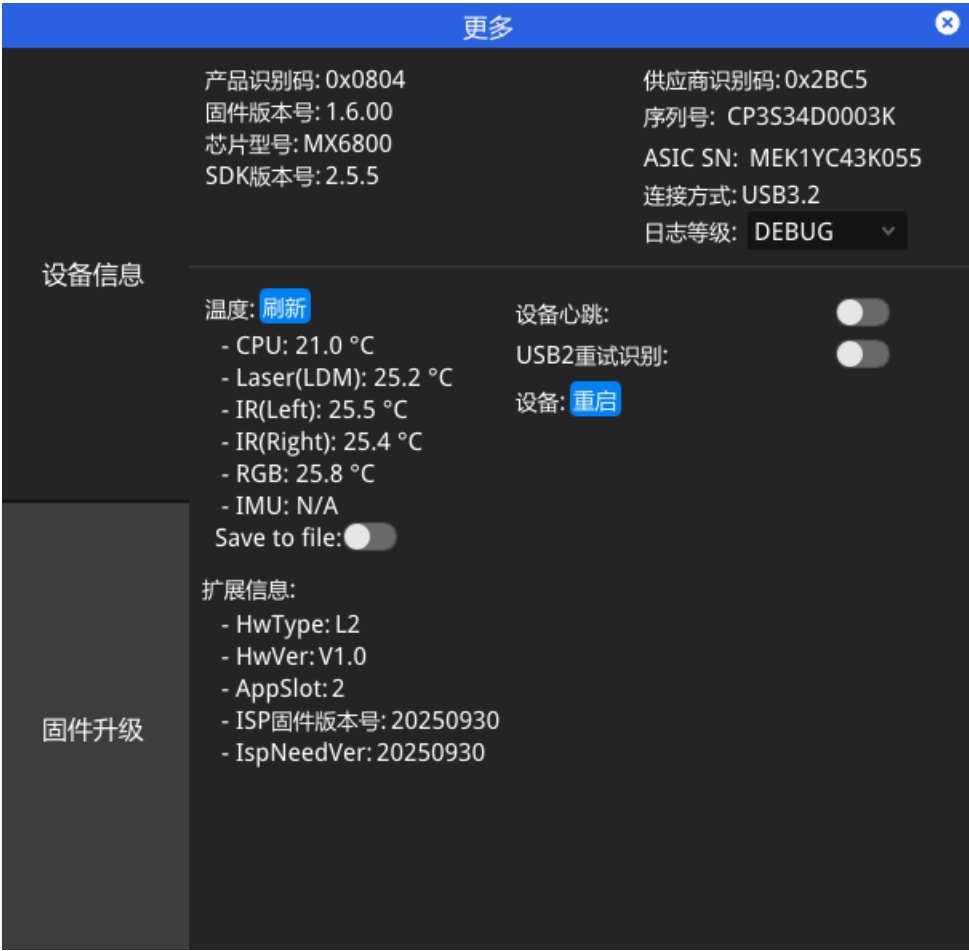 更多
产品识别码: 0x0804
固件版本号: 1.6.00
芯片型号: MX6800
SDK版本号: 2.5.5
供应商识别码: 0x2BC5
序列号: CP3S34D0003K
ASIC SN: MEK1YC43K055
连接方式: USB3.2
日志等级: DEBUG
设备信息
温度: 刷新
- CPU: 21.0 °C
- Laser(LDM): 25.2 °C
- IR(Left): 25.5 °C
- IR(Right): 25.4 °C
- RGB: 25.8 °C
- IMU: N/A
Save to file:
设备心跳:
USB2重试识别:
设备: 重启
扩展信息:
- HwType: L2
- HwVer: V1.0
- AppSlot: 2
- ISP固件版本号: 20250930
- IspNeedVer: 20250930
固件升级